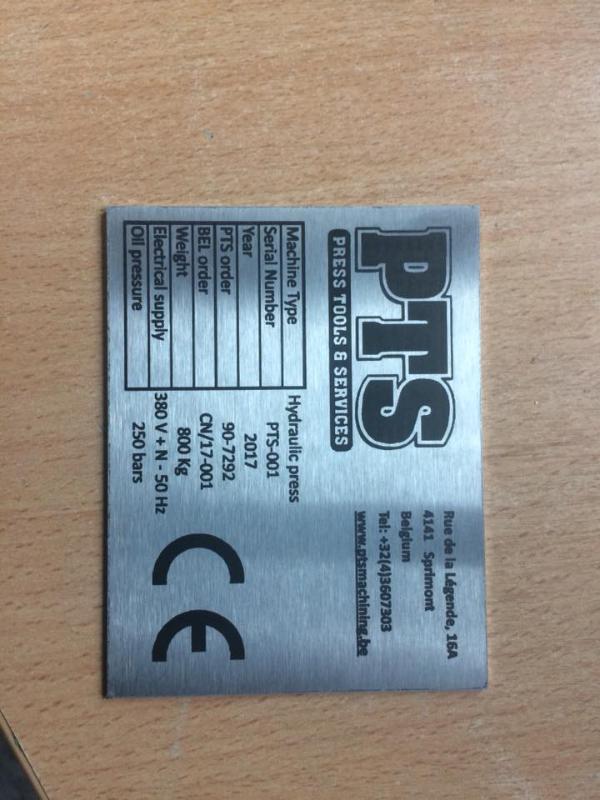 PTS
PRESS TOOLS & SERVICES
Rue de la Légende, 16A
4141 Sprimont
Belgium
Tel: +32(4)3607303
www.ptsmachining.be
Machine Type Hydraulic press
Serial Number PTS-001
Year 2017
PTS order 90-7292
BEL order CN/17-001
Weight 800 Kg
Electrical supply 380 V + N - 50 Hz
Oil pressure 250 bars
CE